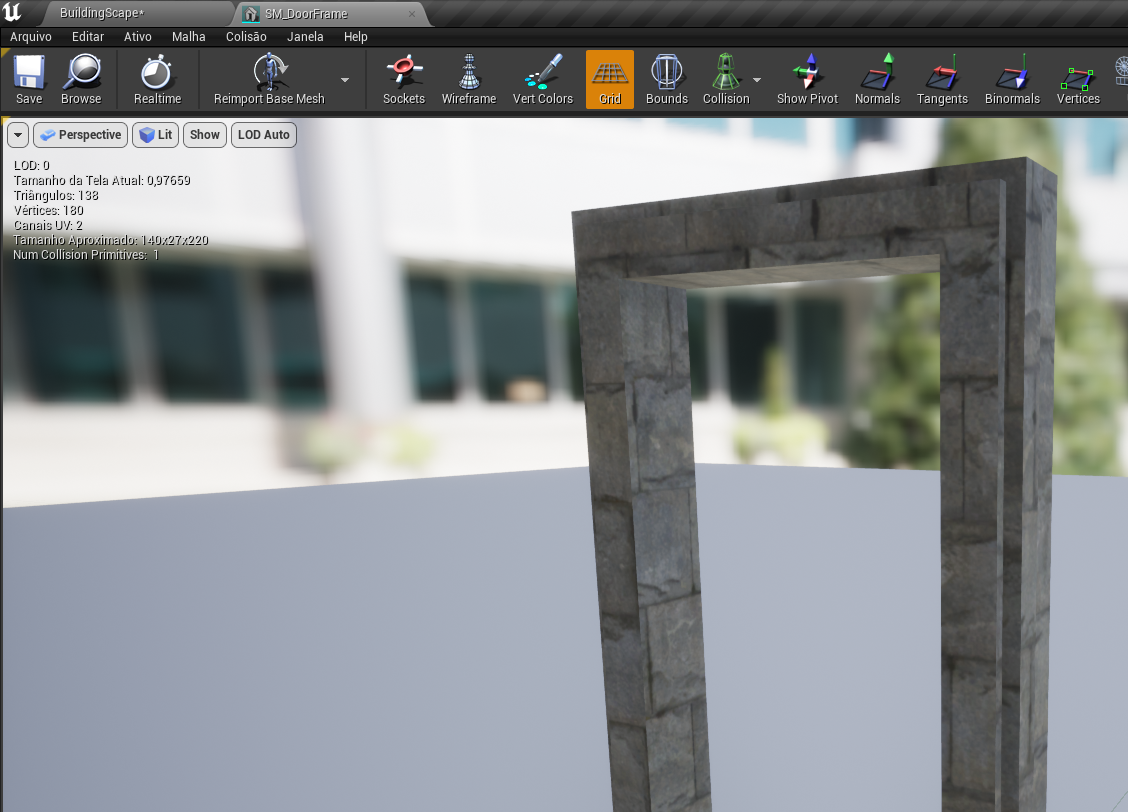 BuildingScape*
SM_DoorFrame
Arquivo Editar Ativo Malha Colisão Janela Help
Save Browse Realtime Reimport Base Mesh Sockets Wireframe Vert Colors Grid Bounds Collision Show Pivot Normals Tangents Binormals Vertices
Perspective Lit Show LOD Auto
LOD: 0
Tamanho da Tela Atual: 0,97659
Triângulos: 138
Vértices: 180
Canais UV: 2
Tamanho Aproximado: 140x27x220
Num Collision Primitives: 1